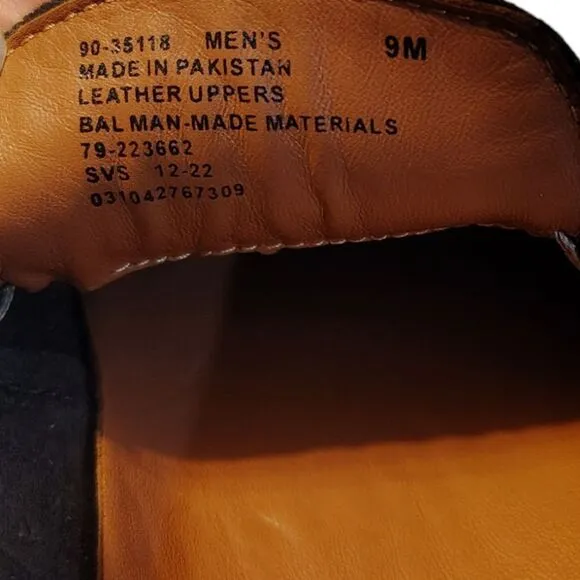 90-35118 MEN'S 9M
MADE IN PAKISTAN
LEATHER UPPERS
BAL MAN-MADE MATERIALS
79-223662
SVS 12-22
031042767309